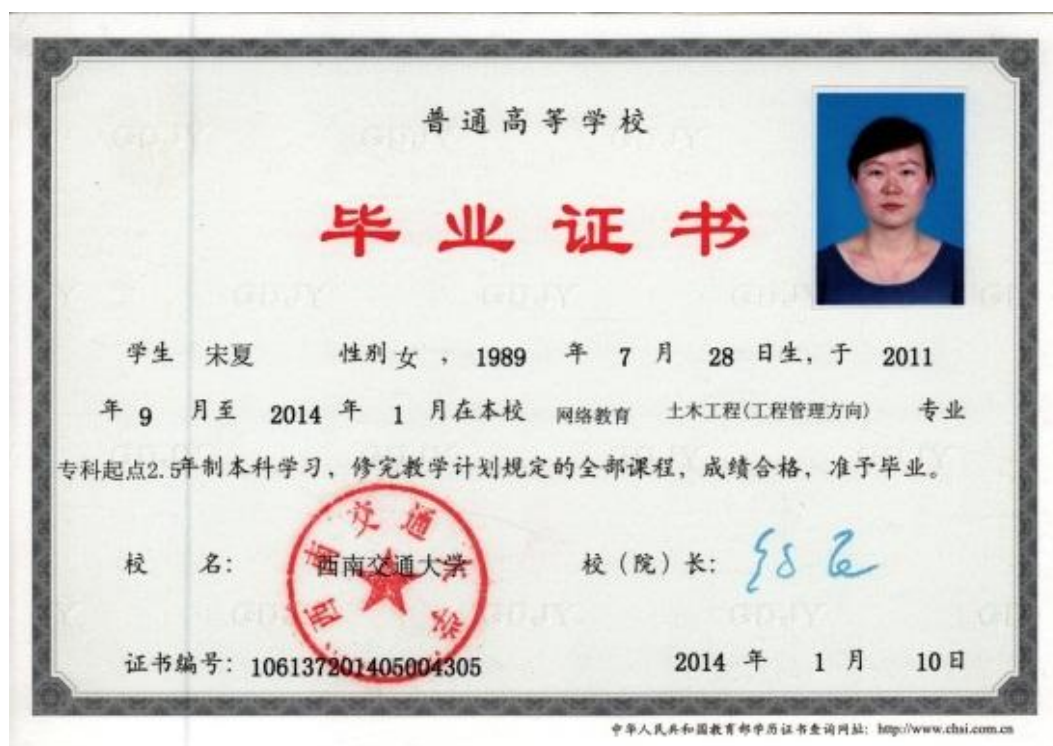 普通高等学校
毕业证书
学生 宋夏 性别 女 ，1989 年 7 月 28 日生，于 2011
年 9 月至 2014 年 1 月在本校 网络教育 土木工程(工程管理方向) 专业
专科起点2.5年制本科学习，修完教学计划规定的全部课程，成绩合格，准予毕业。
校 名： 西南交通大学 校（院）长：
西南交通大学
证书编号：106137201405004305 2014 年 1 月 10日
中华人民共和国教育部学历证书查询网址：http://www.chsi.com.cn